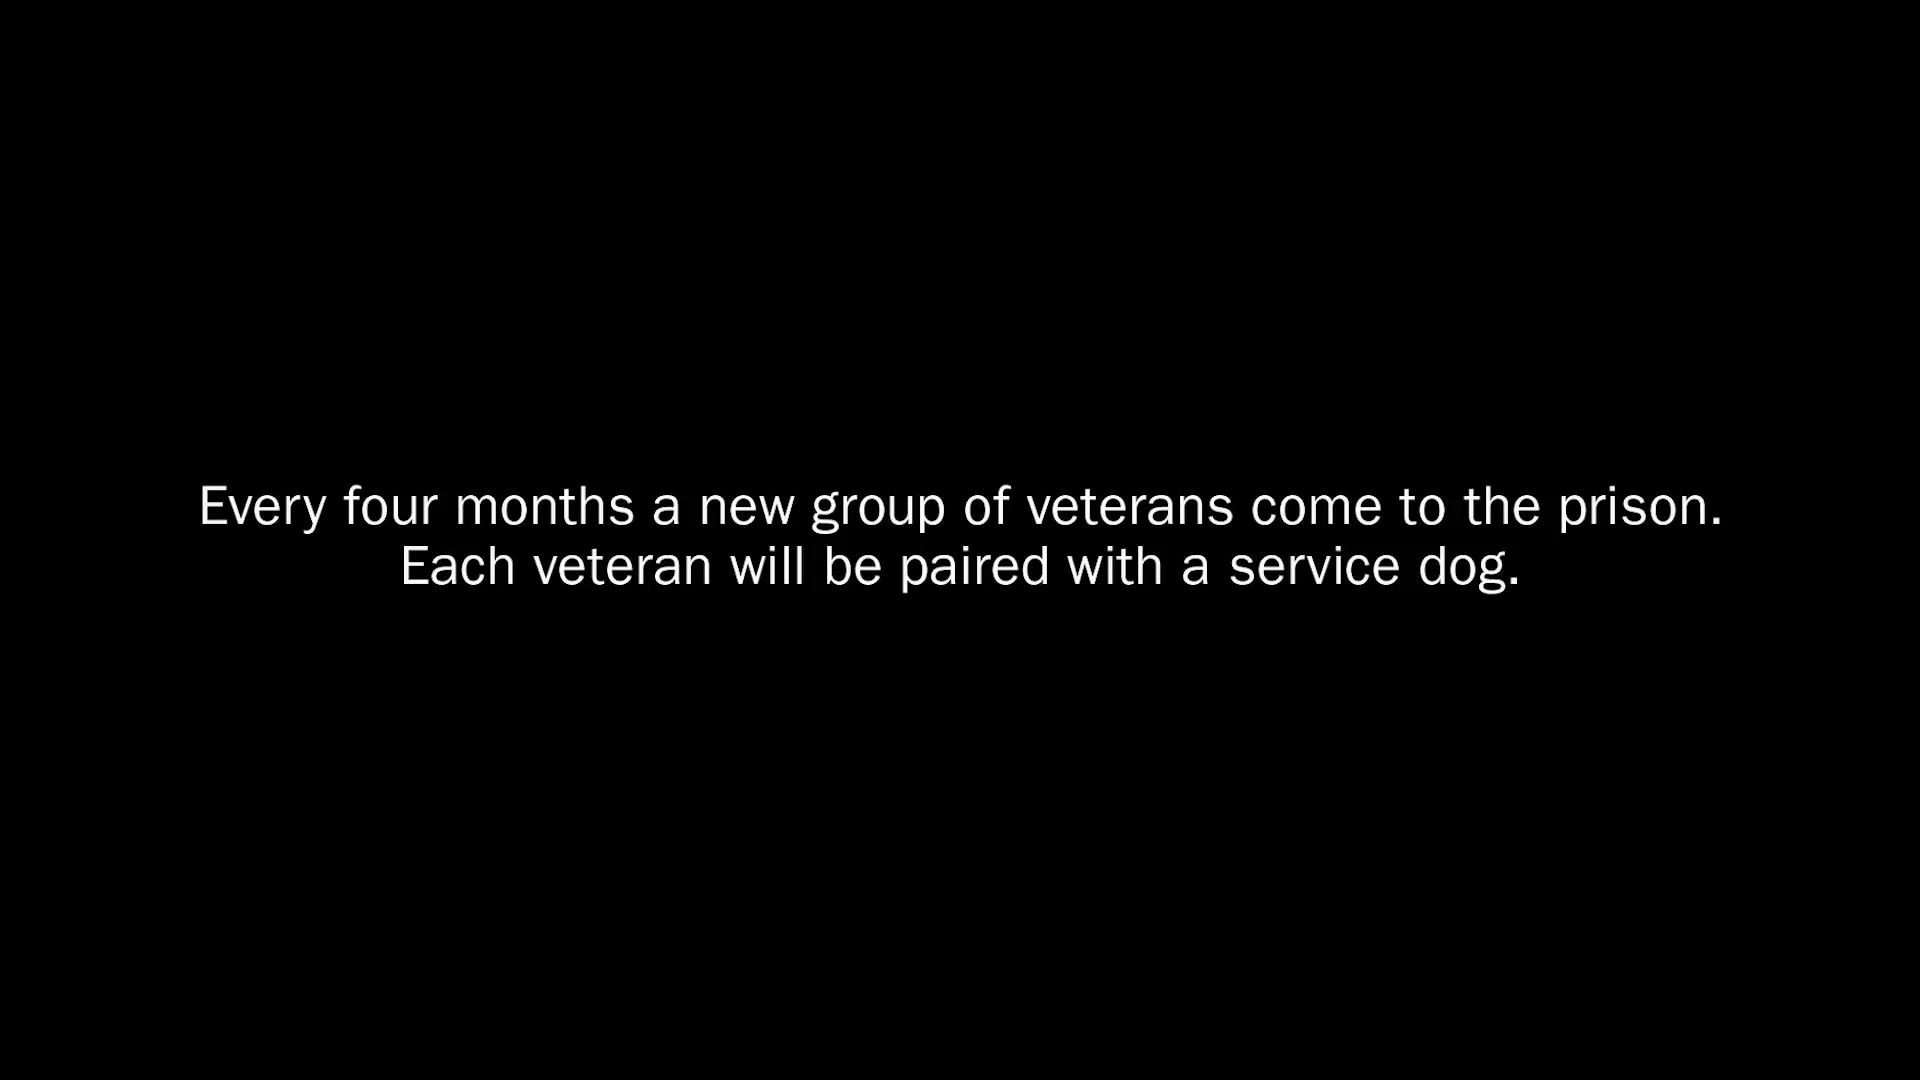 Every four months a new group of veterans come to the prison.
Each veteran will be paired with a service dog.